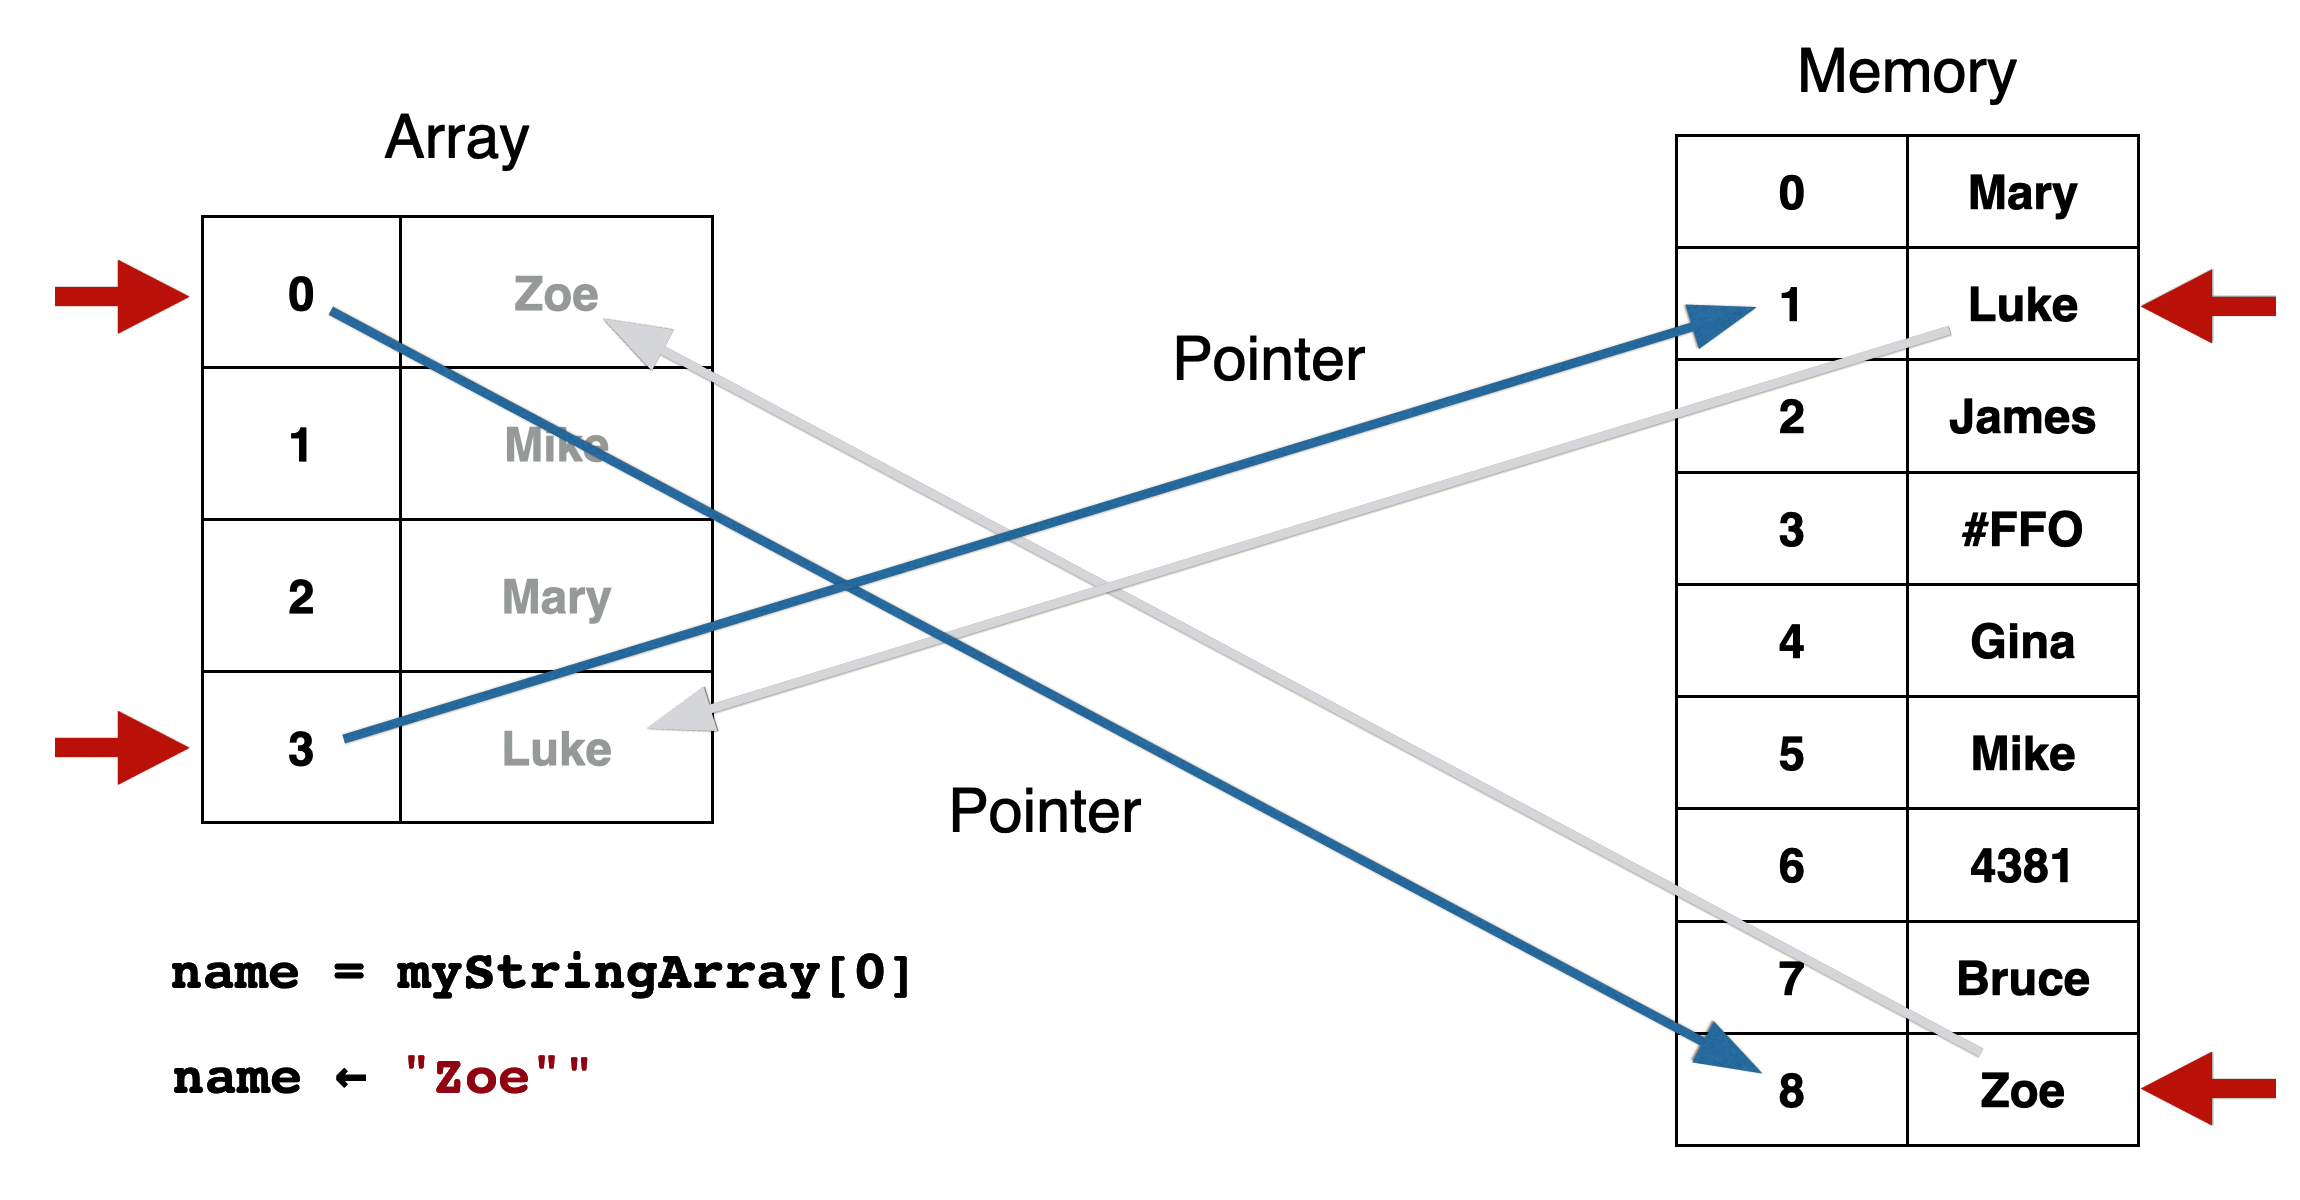 Array
0 Zoe
1 Mike
2 Mary
3 Luke
Pointer
Pointer
Memory
0 Mary
1 Luke
2 James
3 #FFO
4 Gina
5 Mike
6 4381
7 Bruce
8 Zoe
name = myStringArray[0]
name ← "Zoe""